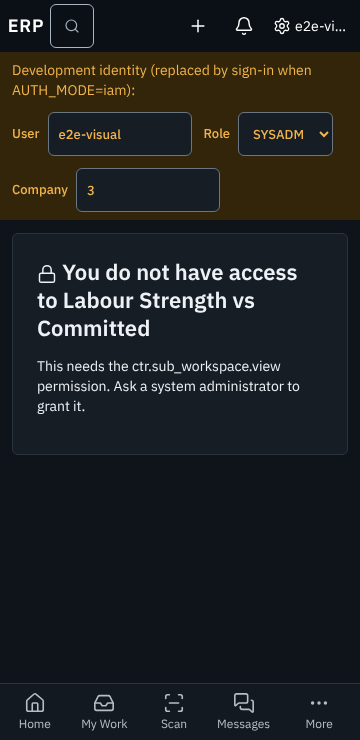 ERP
e2e-vi...
Development identity (replaced by sign-in when
AUTH_MODE=iam):
User e2e-visual Role SYSADM
Company 3
You do not have access
to Labour Strength vs
Committed
This needs the ctr.sub_workspace.view
permission. Ask a system administrator to
grant it.
Home My Work Scan Messages More